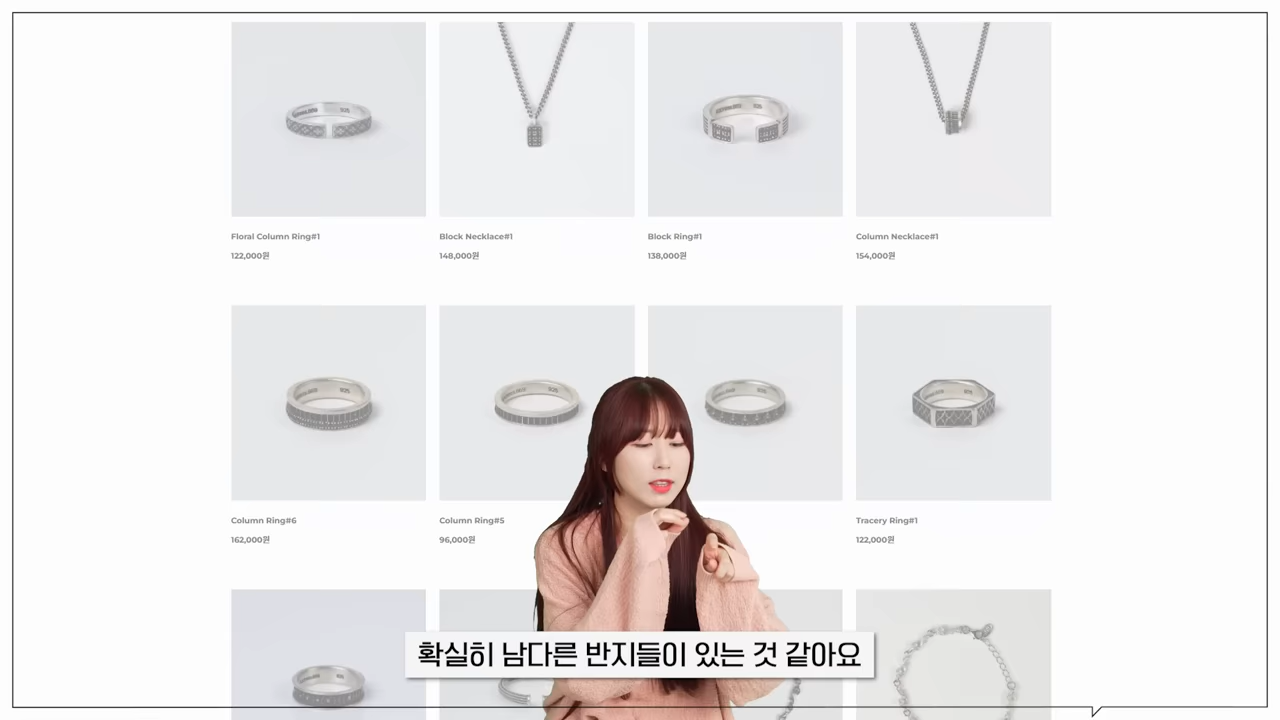 Floral Column Ring#1
122,000원
Block Necklace#1
148,000원
Block Ring#1
138,000원
Column Necklace#1
154,000원
925
925
925
Column Ring#6
162,000원
Column Ring#5
96,000원
Tracery Ring#1
122,000원
확실히 남다른 반지들이 있는 것 같아요